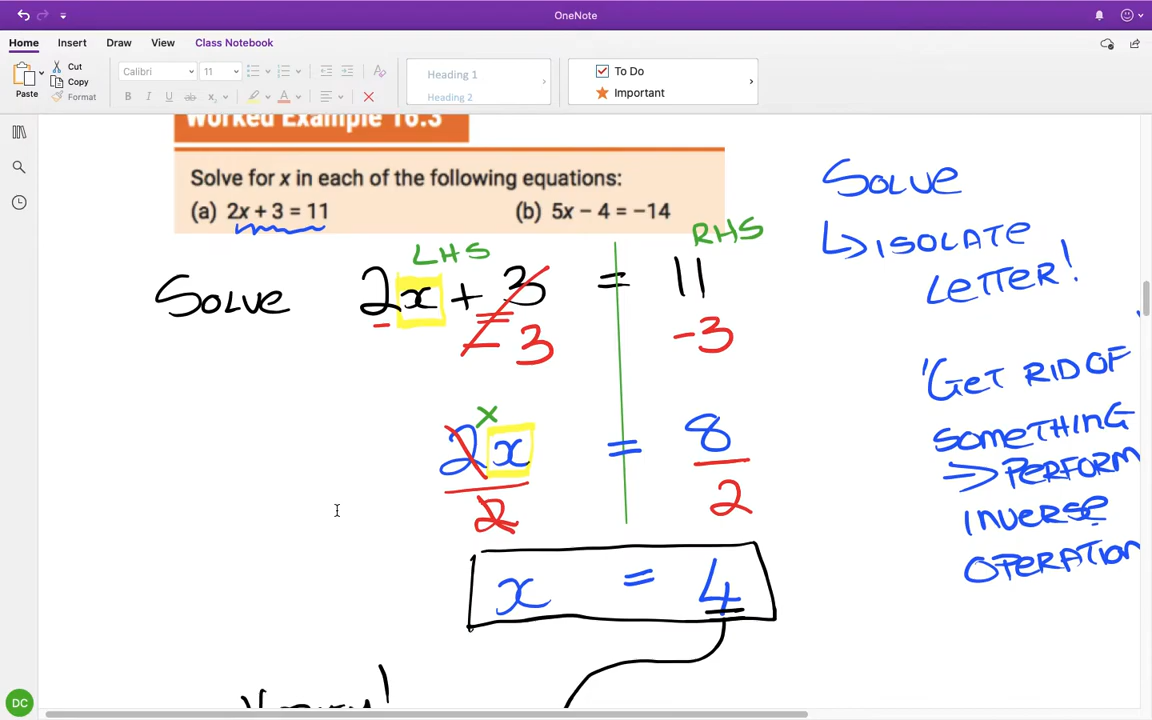 OneNote
Home Insert Draw View Class Notebook
Paste
Cut
Copy
Format
Calibri 11
B I U ab x₂ A
Heading 1
Heading 2
To Do
Important
Worked Example 16.3
Solve for x in each of the following equations:
(a) 2x + 3 = 11 (b) 5x − 4 = −14
LHS RHS
SOLVE 2x + 3 = 11
- 3 -3
x
2x = 8
2 2
x = 4
VERIFY!
SOLVE
↳ ISOLATE
LETTER!
'GET RID OF
SOMETHING
→ PERFORM
INVERSE
OPERATION
DC